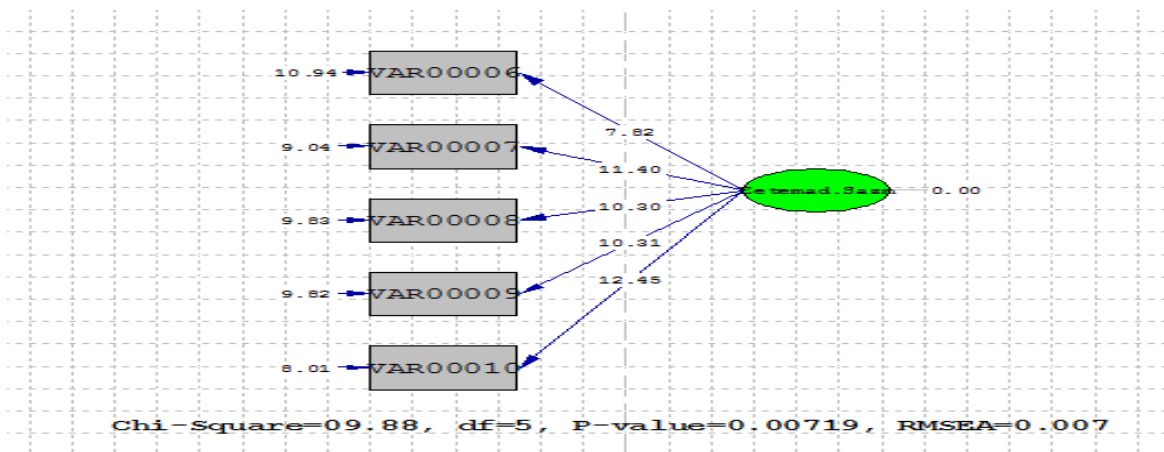 10.94 VAR00006
7.82
9.04 VAR00007
11.40
0.00
9.83 VAR00008
10.30
10.31
9.82 VAR00009
12.45
8.01 VAR00010
Chi-Square=09.88, df=5, P-value=0.00719, RMSEA=0.007